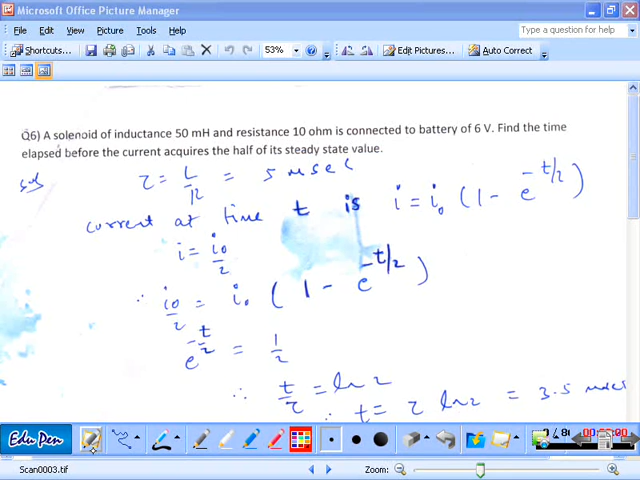 Microsoft Office Picture Manager
File Edit View Picture Tools Help
Type a question for help
Shortcuts...
53%
Edit Pictures...
Auto Correct
Q6) A solenoid of inductance 50 mH and resistance 10 ohm is connected to battery of 6 V. Find the time
elapsed before the current acquires the half of its steady state value.
Sol
τ = L/R = 5 msec
current at time t is i = i₀ (1 - e^(-t/τ))
i = i₀/2
∴ i₀/2 = i₀ (1 - e^(-t/τ))
e^(-t/τ) = 1/2
∴ t/τ = ln 2
∴ t = τ ln 2 = 3.5 msec
Edu Pen
Scan0003.tif
Zoom: